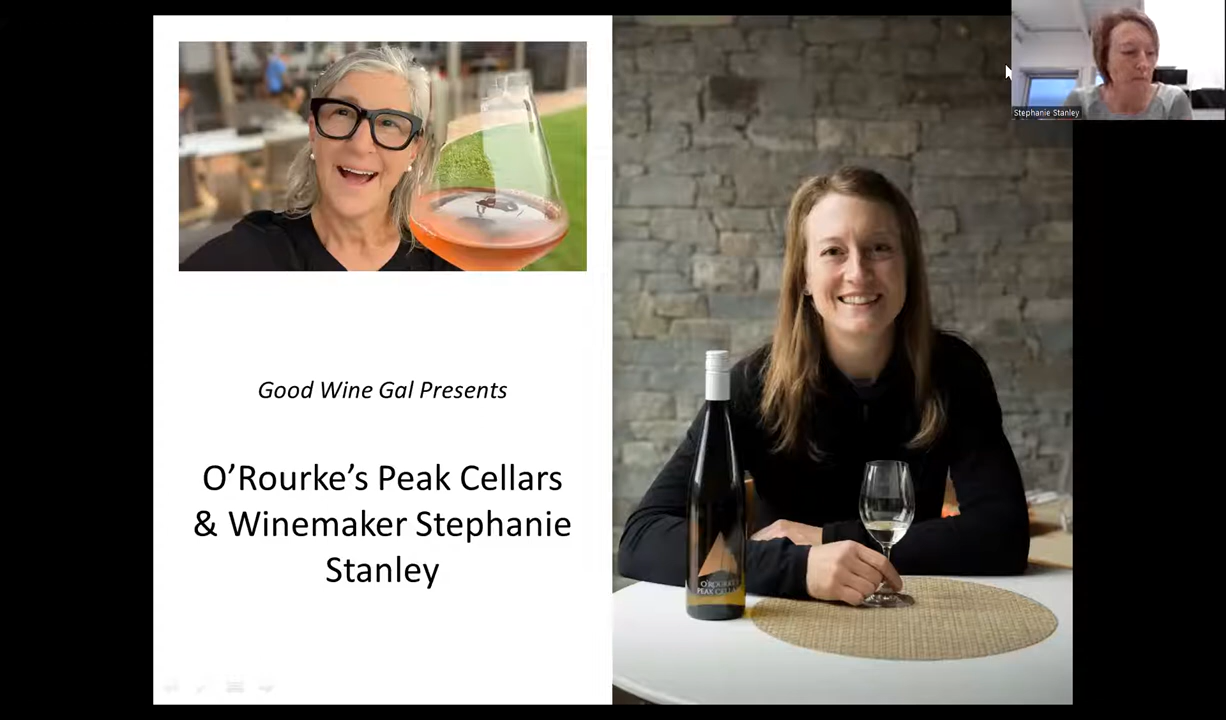 Stephanie Stanley
Good Wine Gal Presents
O’Rourke’s Peak Cellars
& Winemaker Stephanie
Stanley
O'ROURKE'S
PEAK CELLARS